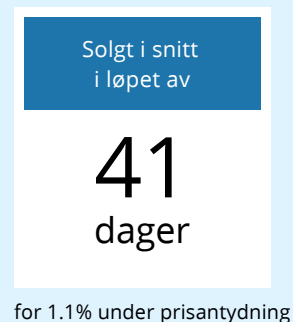 Solgt i snitt
i løpet av
41
dager
for 1.1% under prisantydning